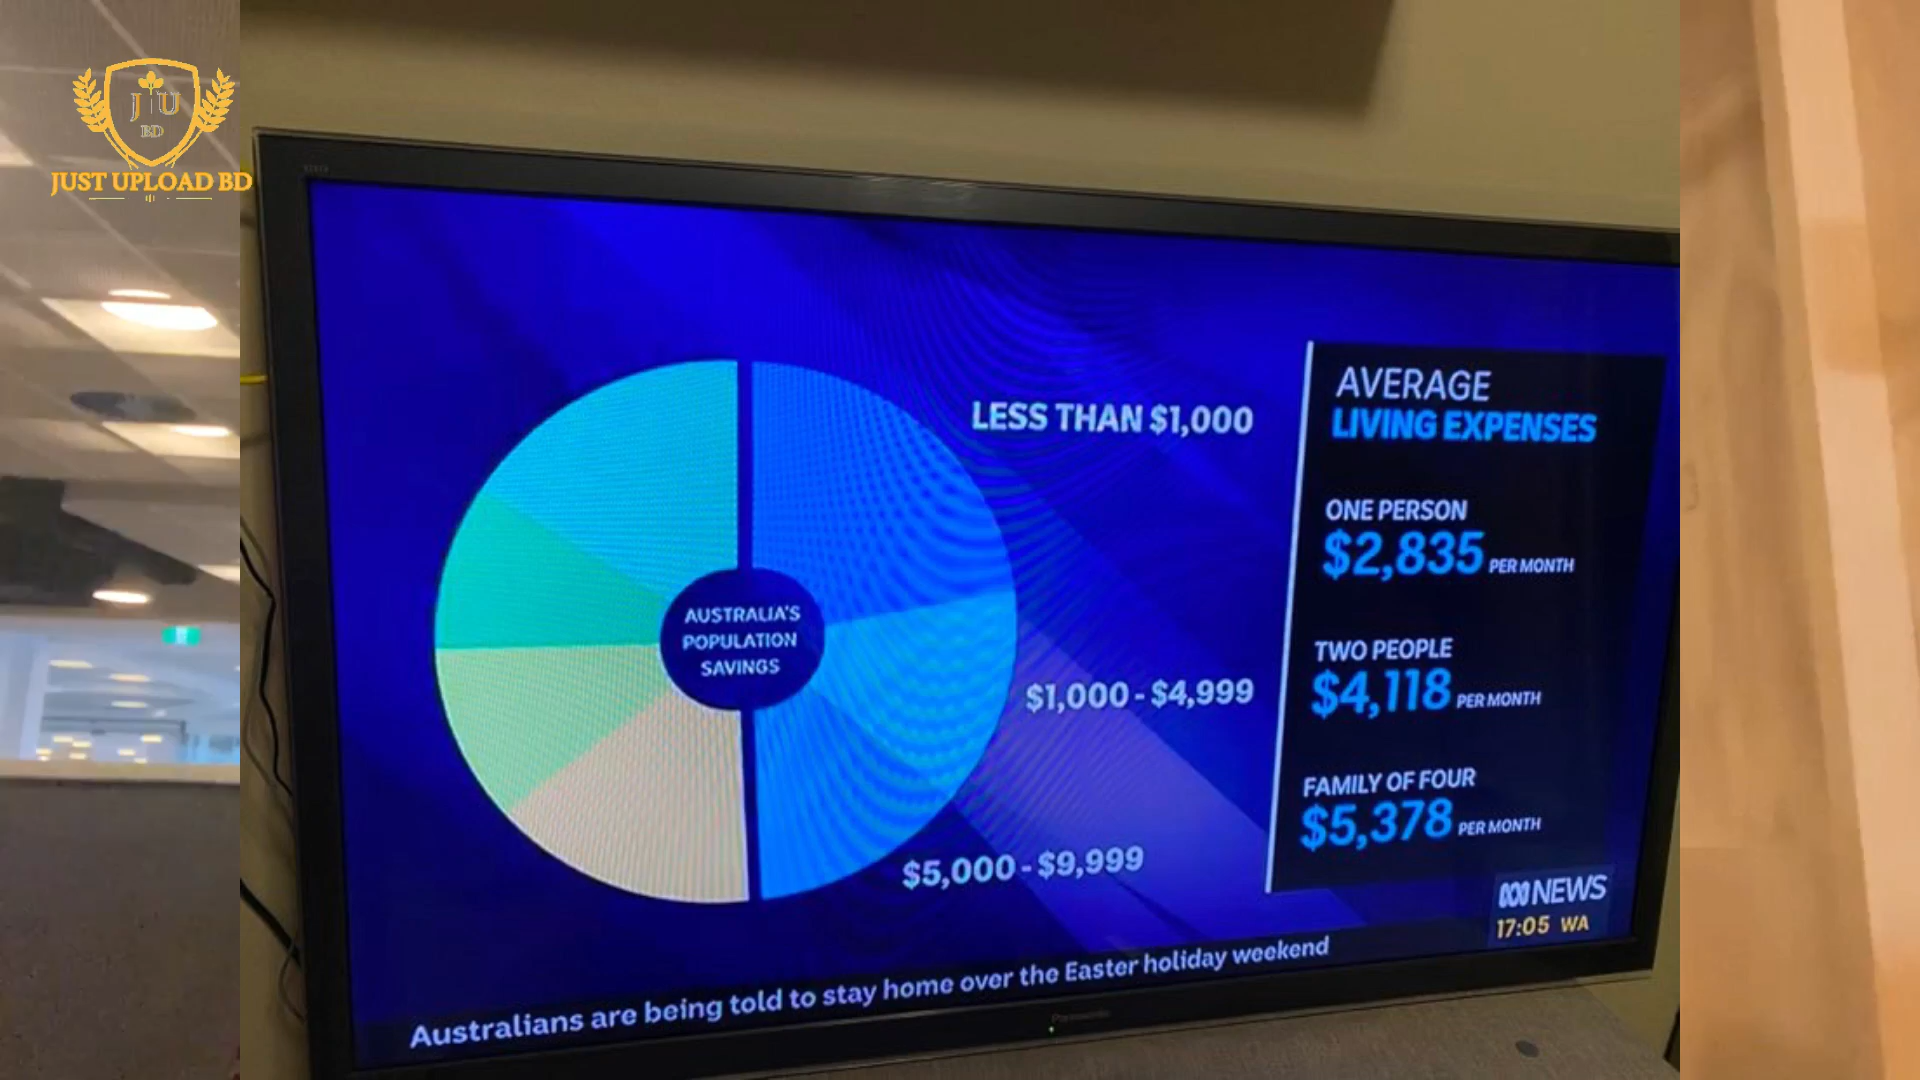 J U
BD
JUST UPLOAD BD
LESS THAN $1,000
AUSTRALIA'S
POPULATION
SAVINGS
$1,000 - $4,999
$5,000 - $9,999
AVERAGE
LIVING EXPENSES
ONE PERSON
$2,835 PER MONTH
TWO PEOPLE
$4,118 PER MONTH
FAMILY OF FOUR
$5,378 PER MONTH
NEWS
17:05 WA
Australians are being told to stay home over the Easter holiday weekend
Panasonic